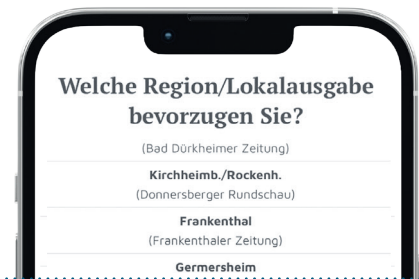 Welche Region/Lokalausgabe
bevorzugen Sie?
(Bad Dürkheimer Zeitung)
Kirchheimb./Rockenh.
(Donnersberger Rundschau)
Frankenthal
(Frankenthaler Zeitung)
Germersheim